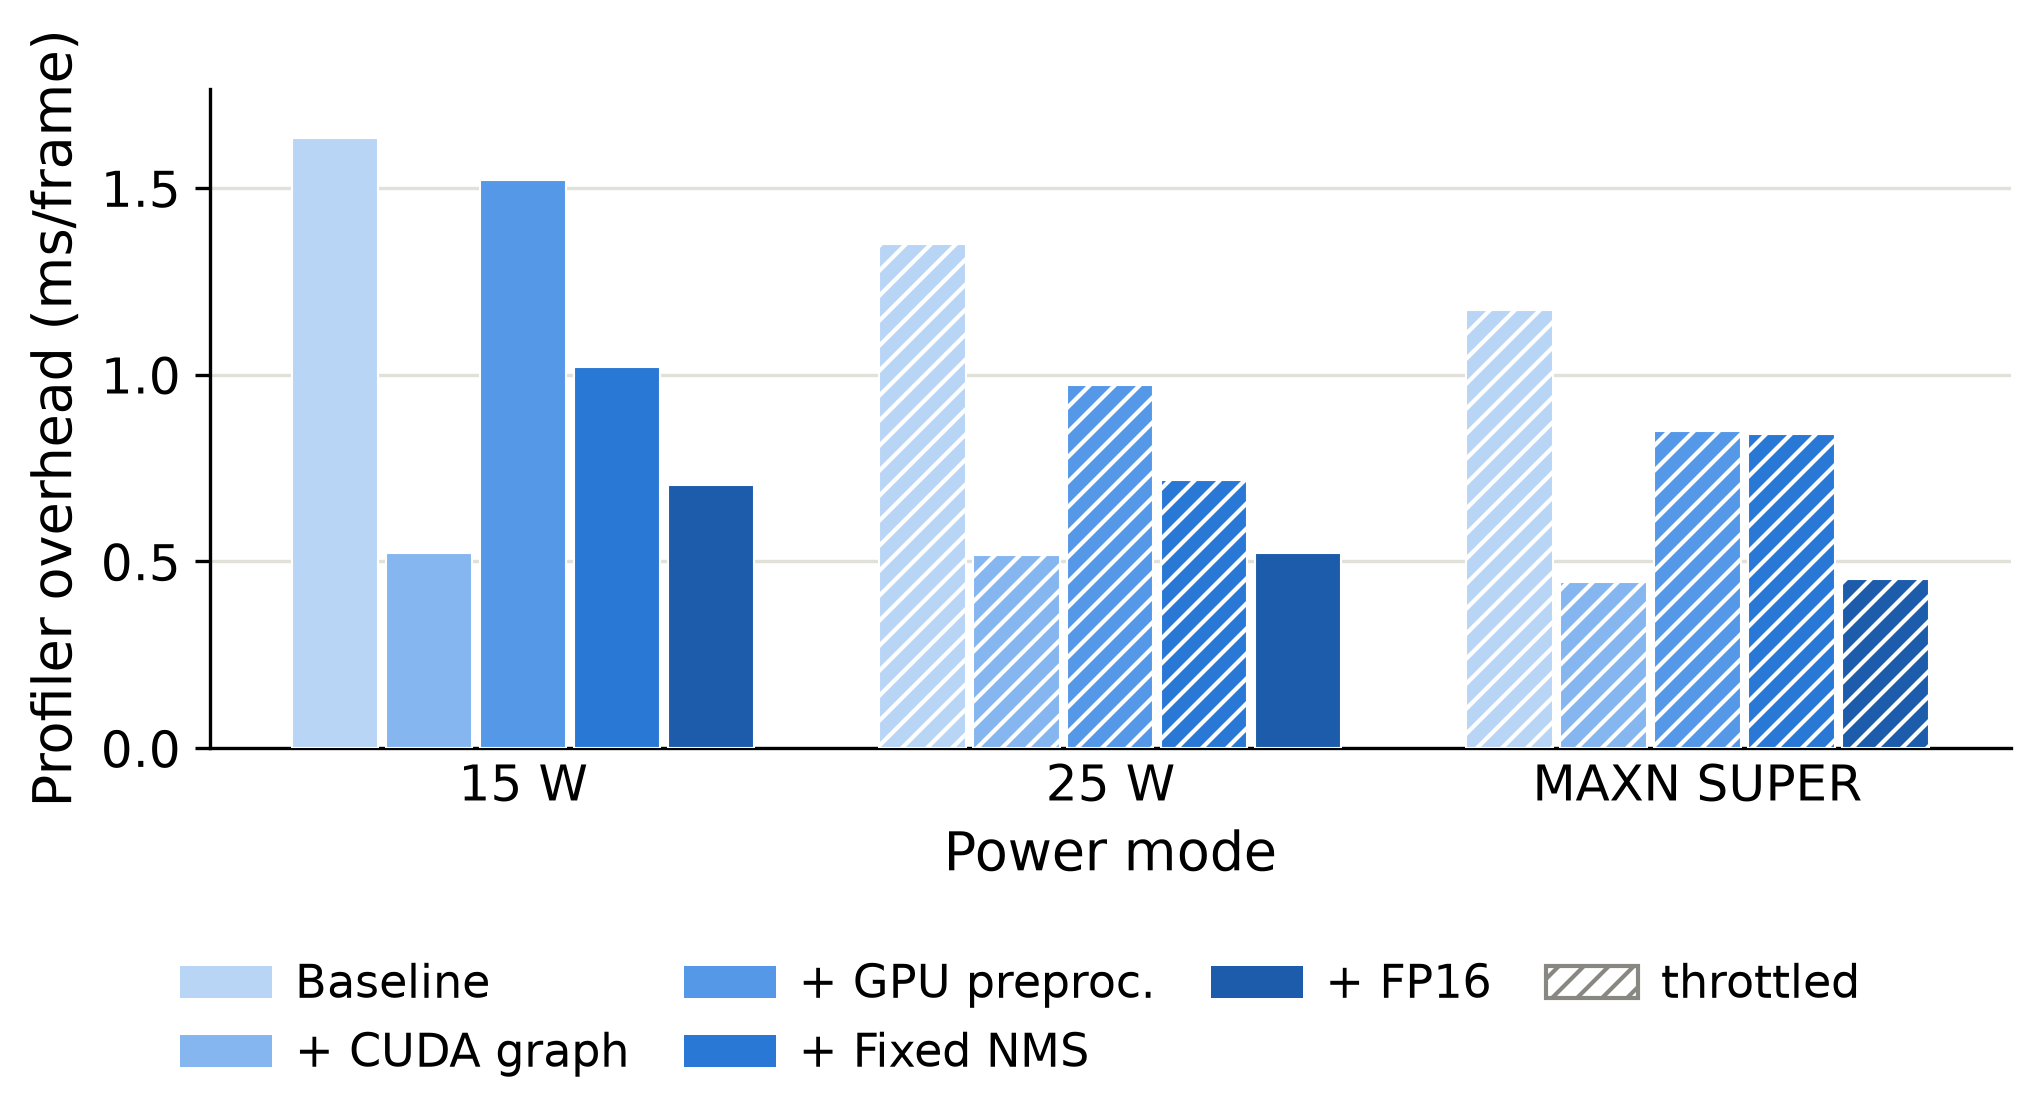 Profiler overhead (ms/frame)
1.5
1.0
0.5
0.0
15 W
25 W
MAXN SUPER
Power mode
Baseline
+ CUDA graph
+ GPU preproc.
+ Fixed NMS
+ FP16
throttled